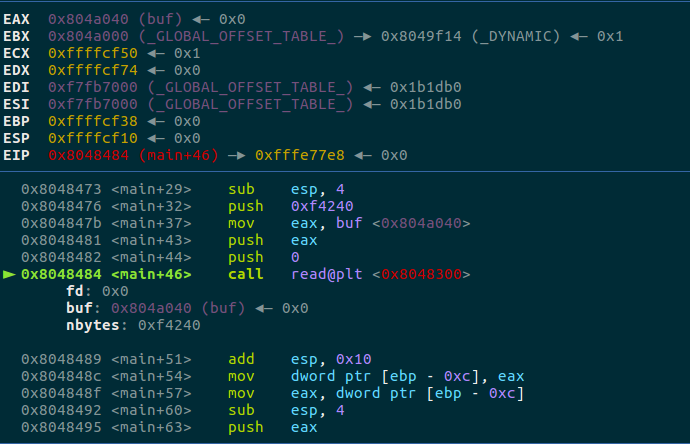 EAX 0x804a040 (buf) ◂— 0x0
EBX 0x804a000 (_GLOBAL_OFFSET_TABLE_) —▸ 0x8049f14 (_DYNAMIC) ◂— 0x1
ECX 0xffffcf50 ◂— 0x1
EDX 0xffffcf74 ◂— 0x0
EDI 0xf7fb7000 (_GLOBAL_OFFSET_TABLE_) ◂— 0x1b1db0
ESI 0xf7fb7000 (_GLOBAL_OFFSET_TABLE_) ◂— 0x1b1db0
EBP 0xffffcf38 ◂— 0x0
ESP 0xffffcf10 ◂— 0x0
EIP 0x8048484 (main+46) —▸ 0xfffe77e8 ◂— 0x0
0x8048473 <main+29> sub esp, 4
0x8048476 <main+32> push 0xf4240
0x804847b <main+37> mov eax, buf <0x804a040>
0x8048481 <main+43> push eax
0x8048482 <main+44> push 0
► 0x8048484 <main+46> call read@plt <0x8048300>
fd: 0x0
buf: 0x804a040 (buf) ◂— 0x0
nbytes: 0xf4240
0x8048489 <main+51> add esp, 0x10
0x804848c <main+54> mov dword ptr [ebp - 0xc], eax
0x804848f <main+57> mov eax, dword ptr [ebp - 0xc]
0x8048492 <main+60> sub esp, 4
0x8048495 <main+63> push eax